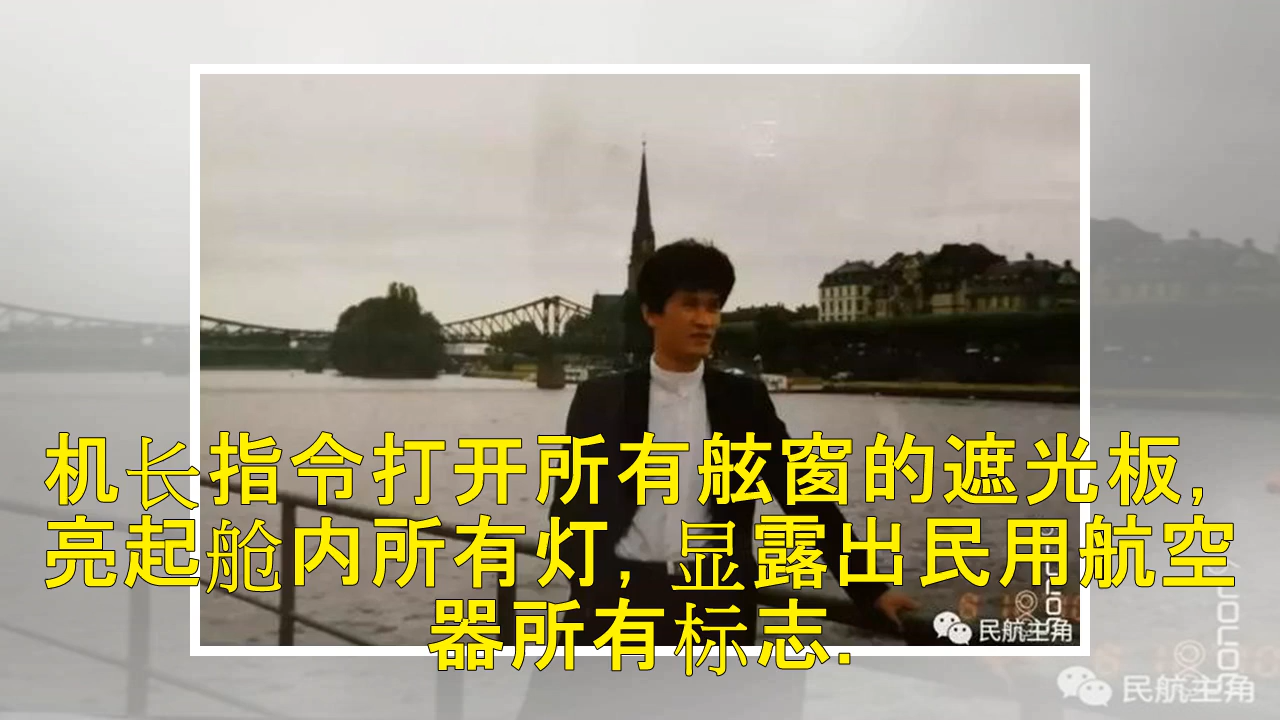 机长指令打开所有舷窗的遮光板,
亮起舱内所有灯,显露出民用航空
器所有标志.
民航主角
民航主角